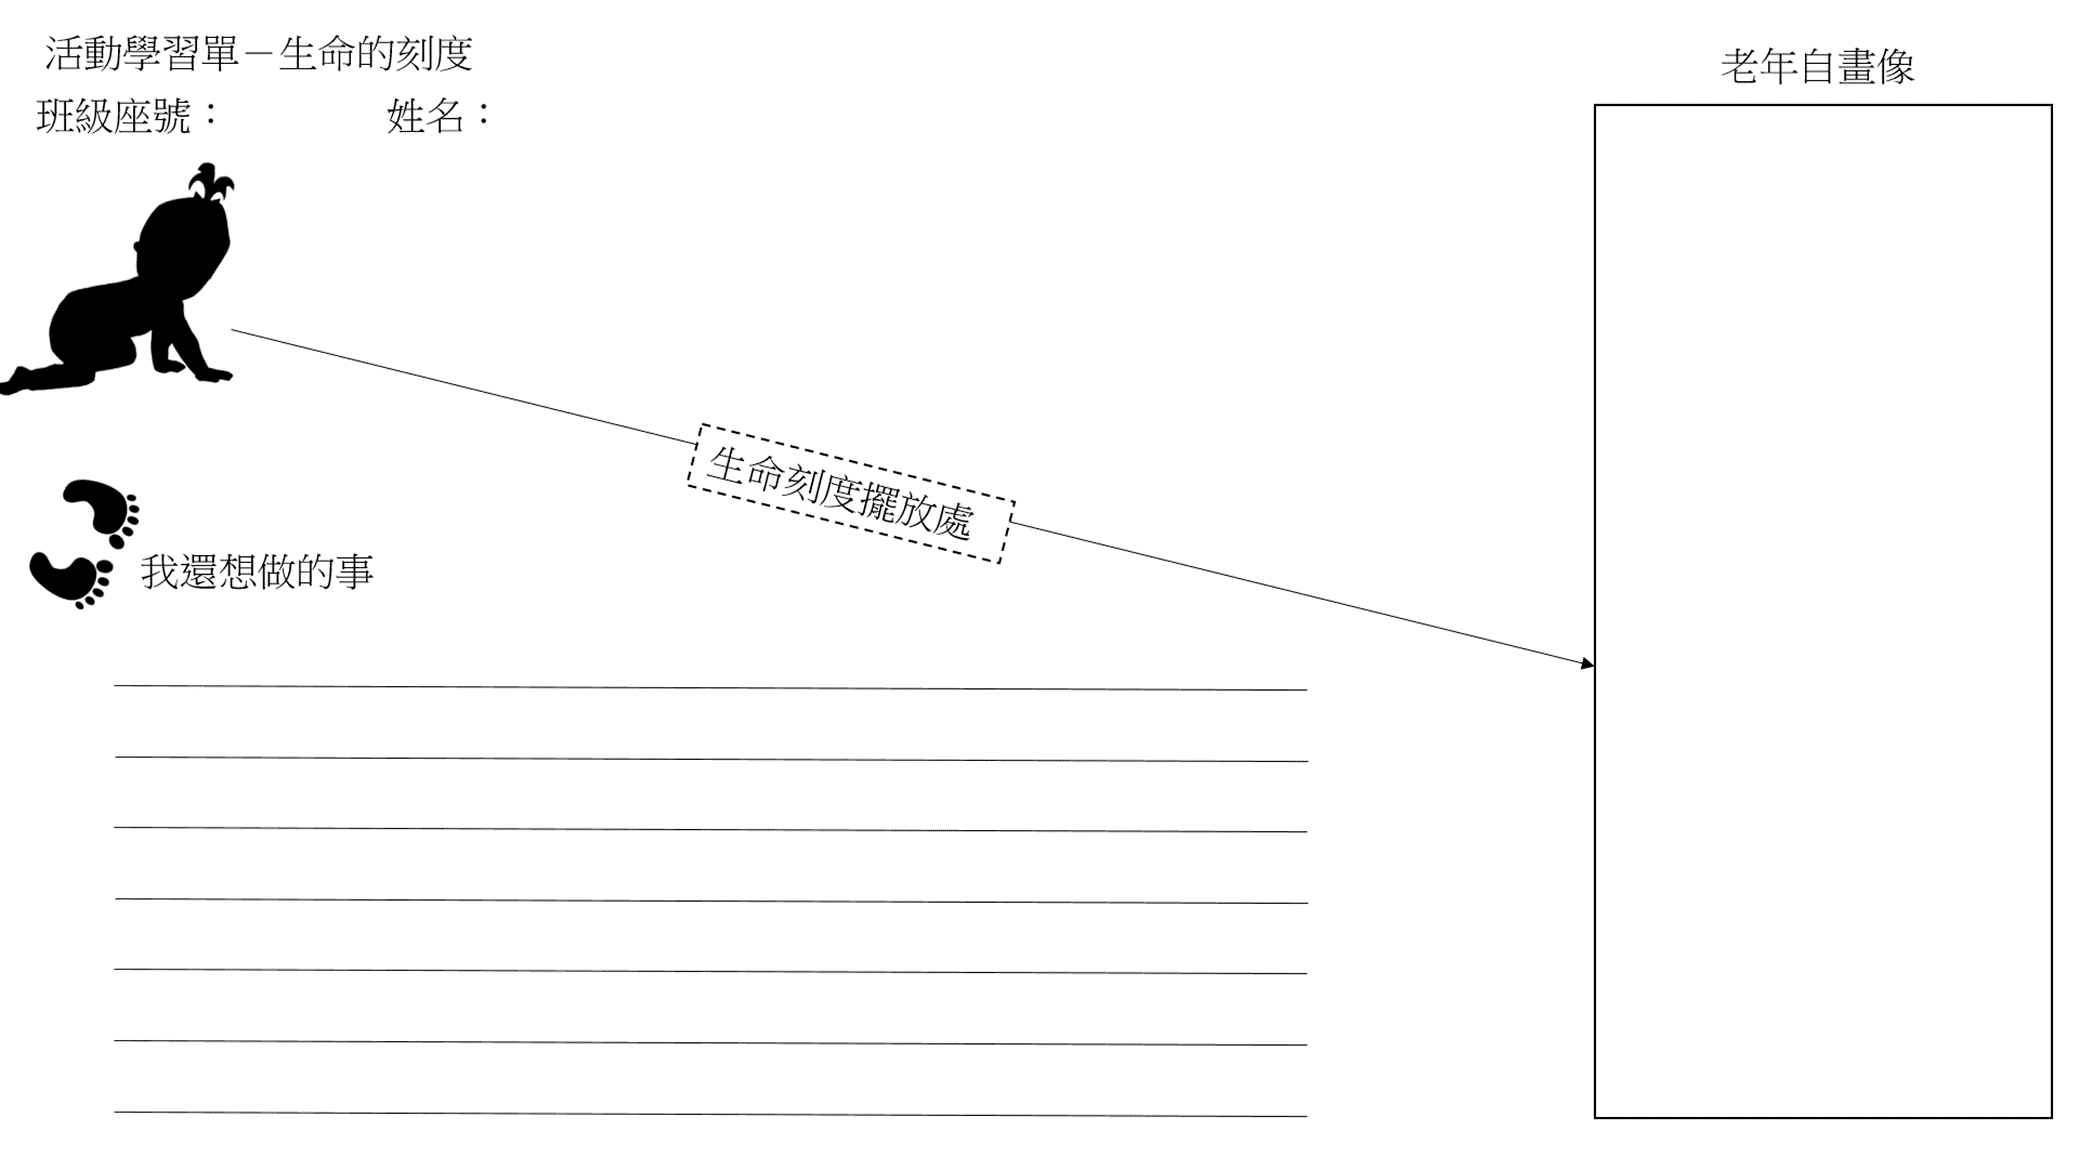 活動學習單－生命的刻度
班級座號：　　　　姓名：
老年自畫像
生命刻度擺放處
我還想做的事